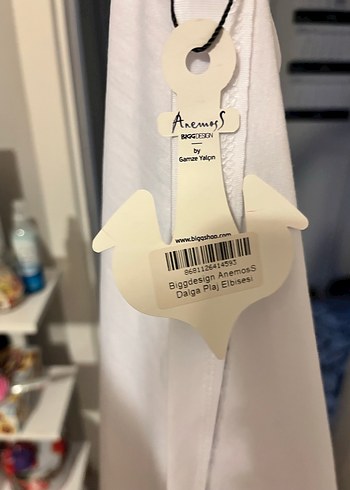 AnemosS
BIGGDESIGN
by
Gamze Yalçın
www.biggshop.com
8681126414593
Biggdesign AnemosS
Dalga Plaj Elbisesi